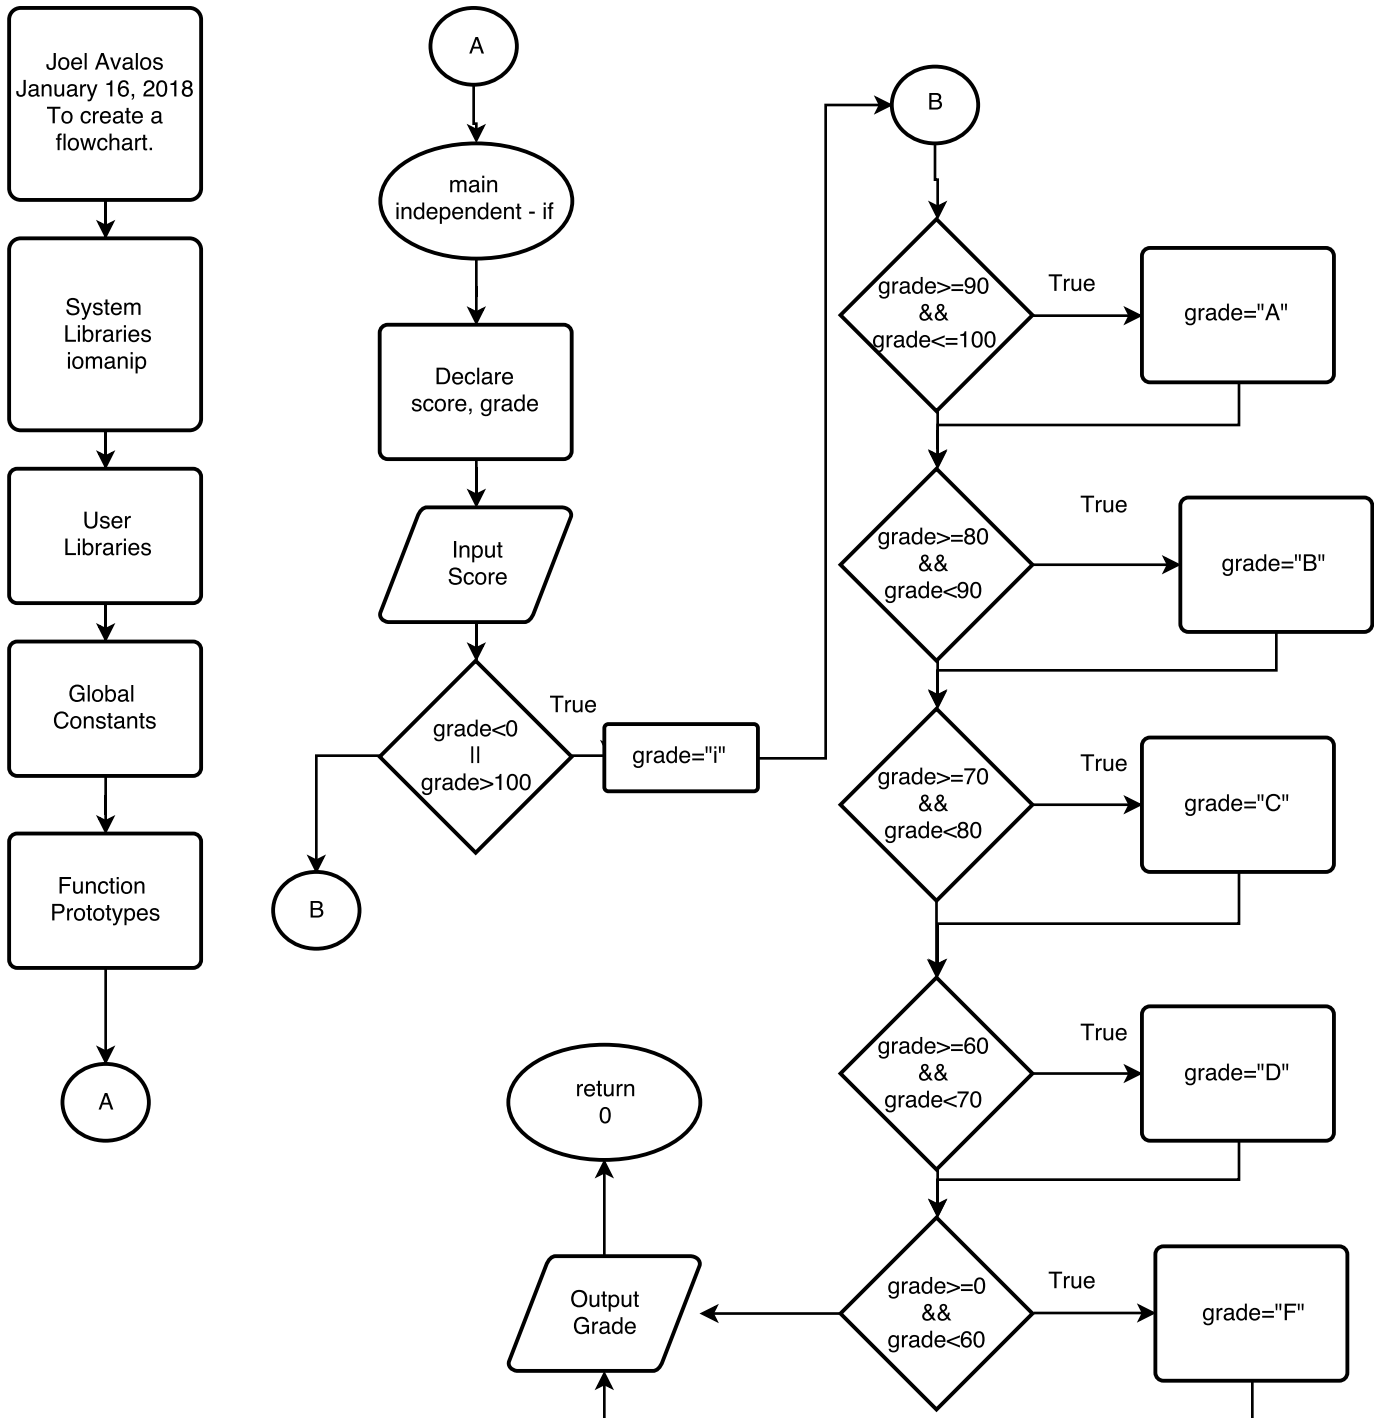 Joel Avalos
January 16, 2018
To create a
flowchart.
System
Libraries
iomanip
User
Libraries
Global
Constants
Function
Prototypes
A
A
main
independent - if
Declare
score, grade
Input
Score
grade<0
||
grade>100
True
grade="i"
B
B
grade>=90
&&
grade<=100
True
grade="A"
grade>=80
&&
grade<90
True
grade="B"
grade>=70
&&
grade<80
True
grade="C"
grade>=60
&&
grade<70
True
grade="D"
grade>=0
&&
grade<60
True
grade="F"
Output
Grade
return
0